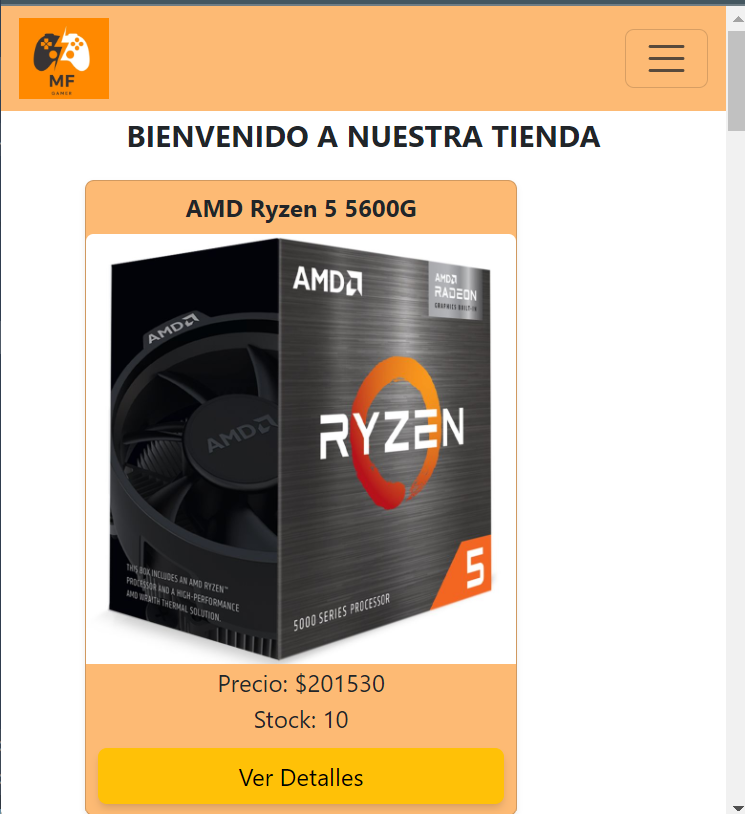 MF
GAMER
BIENVENIDO A NUESTRA TIENDA
AMD Ryzen 5 5600G
AMD
AMD
RADEON
GRAPHICS BUILT-IN
AMD
AMD
RYZEN
5
THIS BOX INCLUDES AN AMD RYZEN™
PROCESSOR AND A HIGH-PERFORMANCE
AMD WRAITH THERMAL SOLUTION.
5000 SERIES PROCESSOR
Precio: $201530
Stock: 10
Ver Detalles